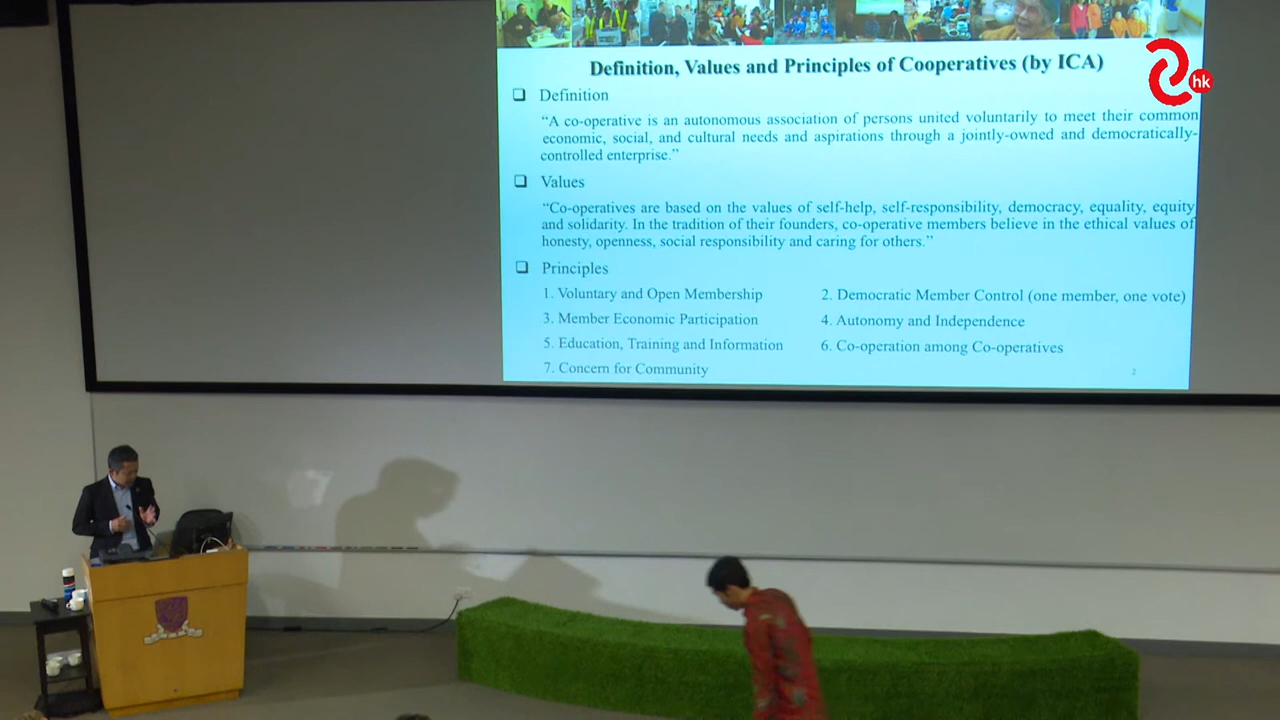 hk
Definition, Values and Principles of Cooperatives (by ICA)
Definition
“A co-operative is an autonomous association of persons united voluntarily to meet their common
economic, social, and cultural needs and aspirations through a jointly-owned and democratically-
controlled enterprise.”
Values
“Co-operatives are based on the values of self-help, self-responsibility, democracy, equality, equity
and solidarity. In the tradition of their founders, co-operative members believe in the ethical values of
honesty, openness, social responsibility and caring for others.”
Principles
1. Voluntary and Open Membership
2. Democratic Member Control (one member, one vote)
3. Member Economic Participation
4. Autonomy and Independence
5. Education, Training and Information
6. Co-operation among Co-operatives
7. Concern for Community
2